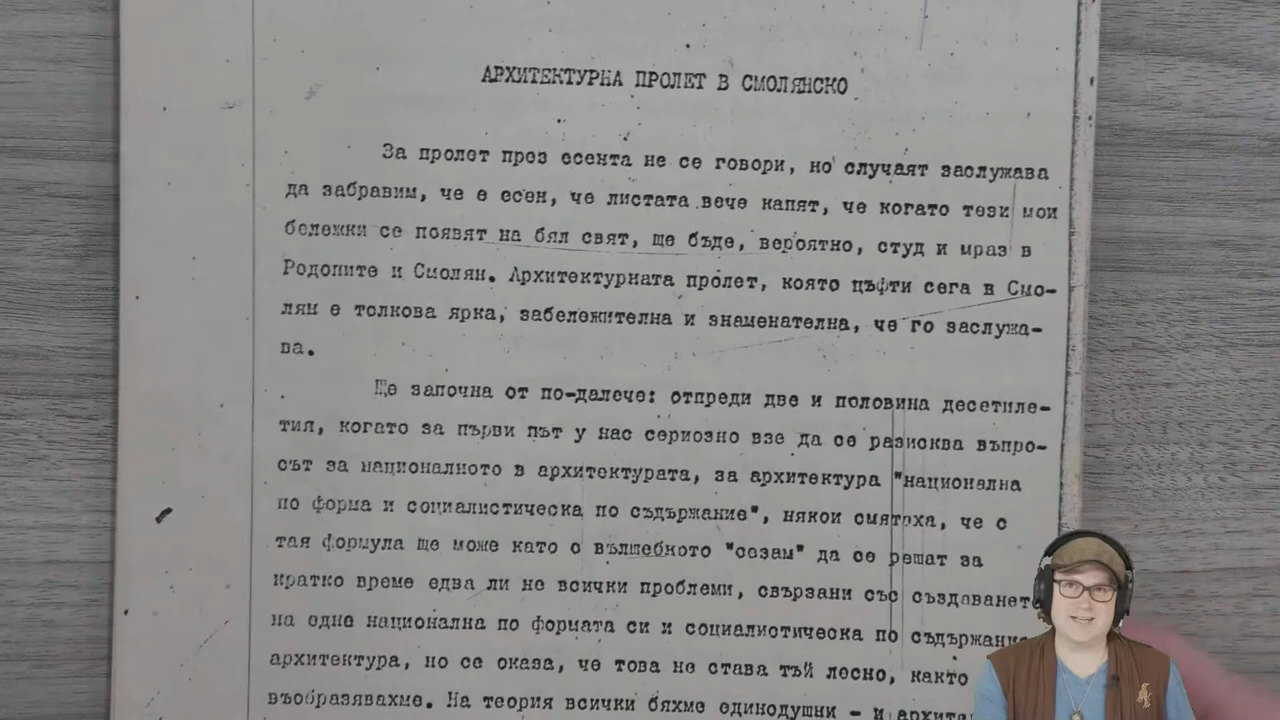 АРХИТЕКТУРНА ПРОЛЕТ В СМОЛЯНСКО
За пролет през есента не се говори, но случаят заслужава
да забравим, че е есен, че листата вече капят, че когато тези мои
бележки се появят на бял свят, ще бъде, вероятно, студ и мраз в
Родопите и Смолян. Архитектурната пролет, която цъфти сега в Смо-
лян е толкова ярка, забележителна и знаменателна, че го заслужа-
ва.
Ще започна от по-далече: отпреди две и половина десетиле-
тия, когато за първи път у нас сериозно взе да се разисква въпро-
сът за националното в архитектурата, за архитектура "национална
по форма и социалистическа по съдържание", някои смятаха, че с
тая формула ще може като с вълшебното "сезам" да се решат за
кратко време едва ли не всички проблеми, свързани със създаванет
на една национална по формата си и социалистическа по съдържание
архитектура, но се оказа, че това не става тъй лесно, както
въобразявахме. На теория всички бяхме единодушни - и